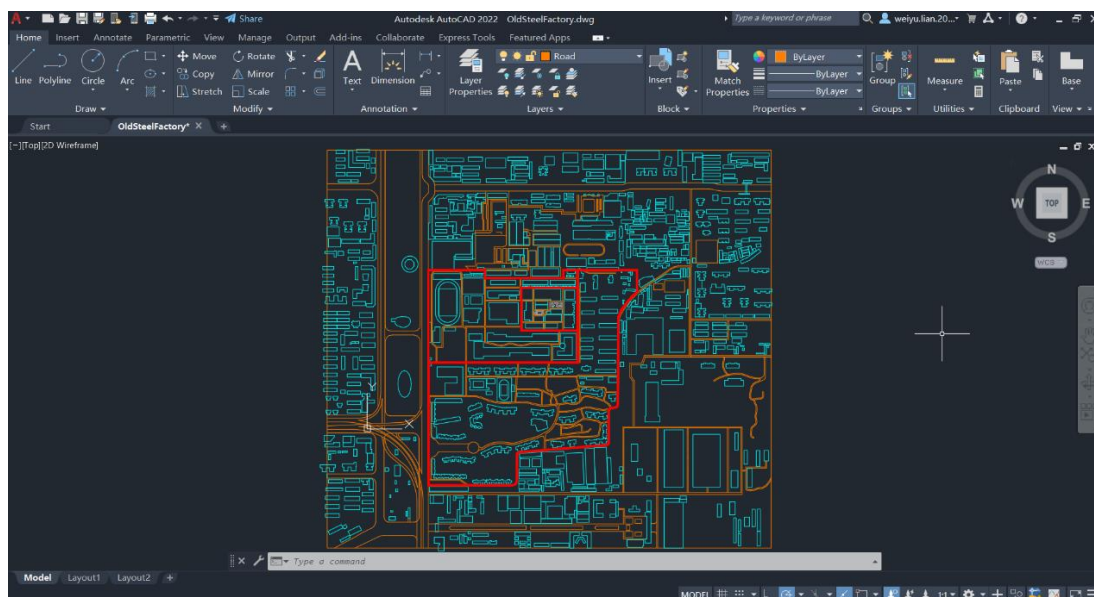 Share
Autodesk AutoCAD 2022 OldSteelFactory.dwg
Type a keyword or phrase
weiyu.lian.20...
Home Insert Annotate Parametric View Manage Output Add-ins Collaborate Express Tools Featured Apps
Line Polyline Circle Arc
Move Rotate
Copy Mirror
Stretch Scale
Text Dimension
Layer Properties
Road
Insert
Match Properties
ByLayer
ByLayer
ByLayer
Group
Measure
Paste
Base
Draw Modify Annotation Layers Block Properties Groups Utilities Clipboard View
Start OldSteelFactory*
[−][Top][2D Wireframe]
N
W TOP E
S
WCS
Y
X
Type a command
Model Layout1 Layout2 +
MODEL 1:1